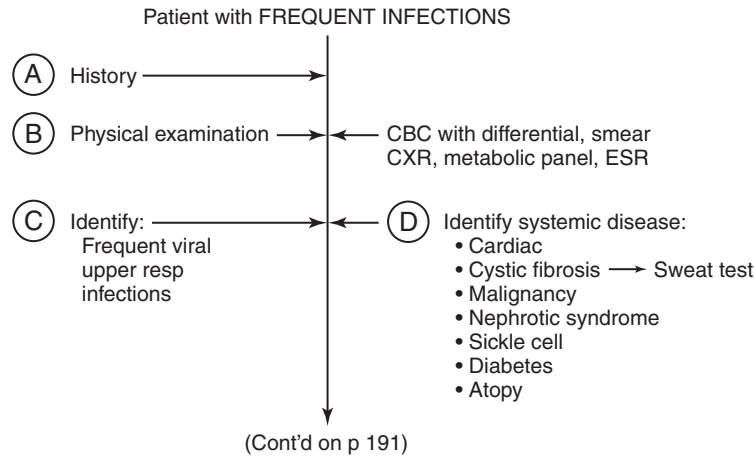 Patient with FREQUENT INFECTIONS
A History
B Physical examination
CBC with differential, smear
CXR, metabolic panel, ESR
C Identify:
Frequent viral
upper resp
infections
D Identify systemic disease:
• Cardiac
• Cystic fibrosis → Sweat test
• Malignancy
• Nephrotic syndrome
• Sickle cell
• Diabetes
• Atopy
(Cont'd on p 191)